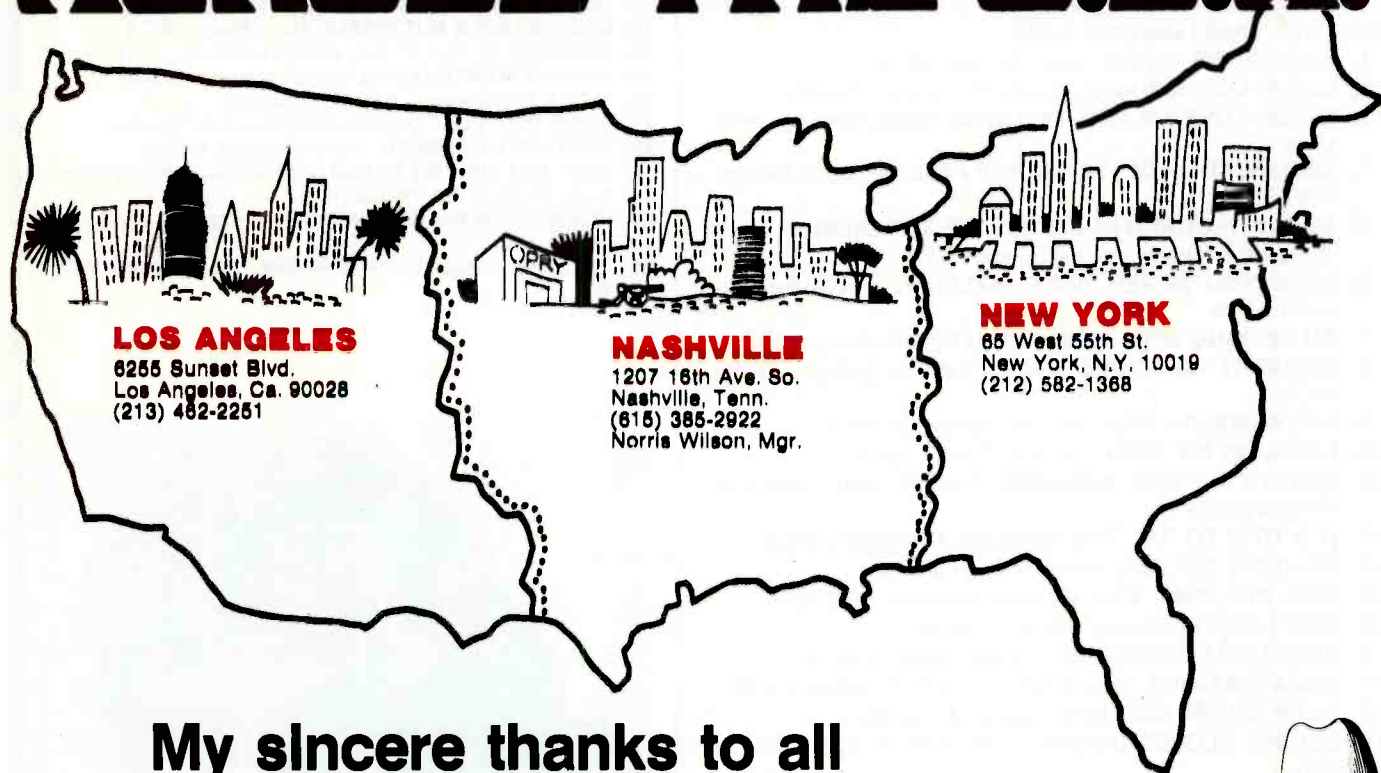 ACROSS THE U.S.A.
OPRY
LOS ANGELES
6255 Sunset Blvd.
Los Angeles, Ca. 90028
(213) 462-2251
NASHVILLE
1207 16th Ave. So.
Nashville, Tenn.
(615) 385-2922
Norris Wilson, Mgr.
NEW YORK
65 West 55th St.
New York, N.Y. 10019
(212) 582-1368
My sincere thanks to all